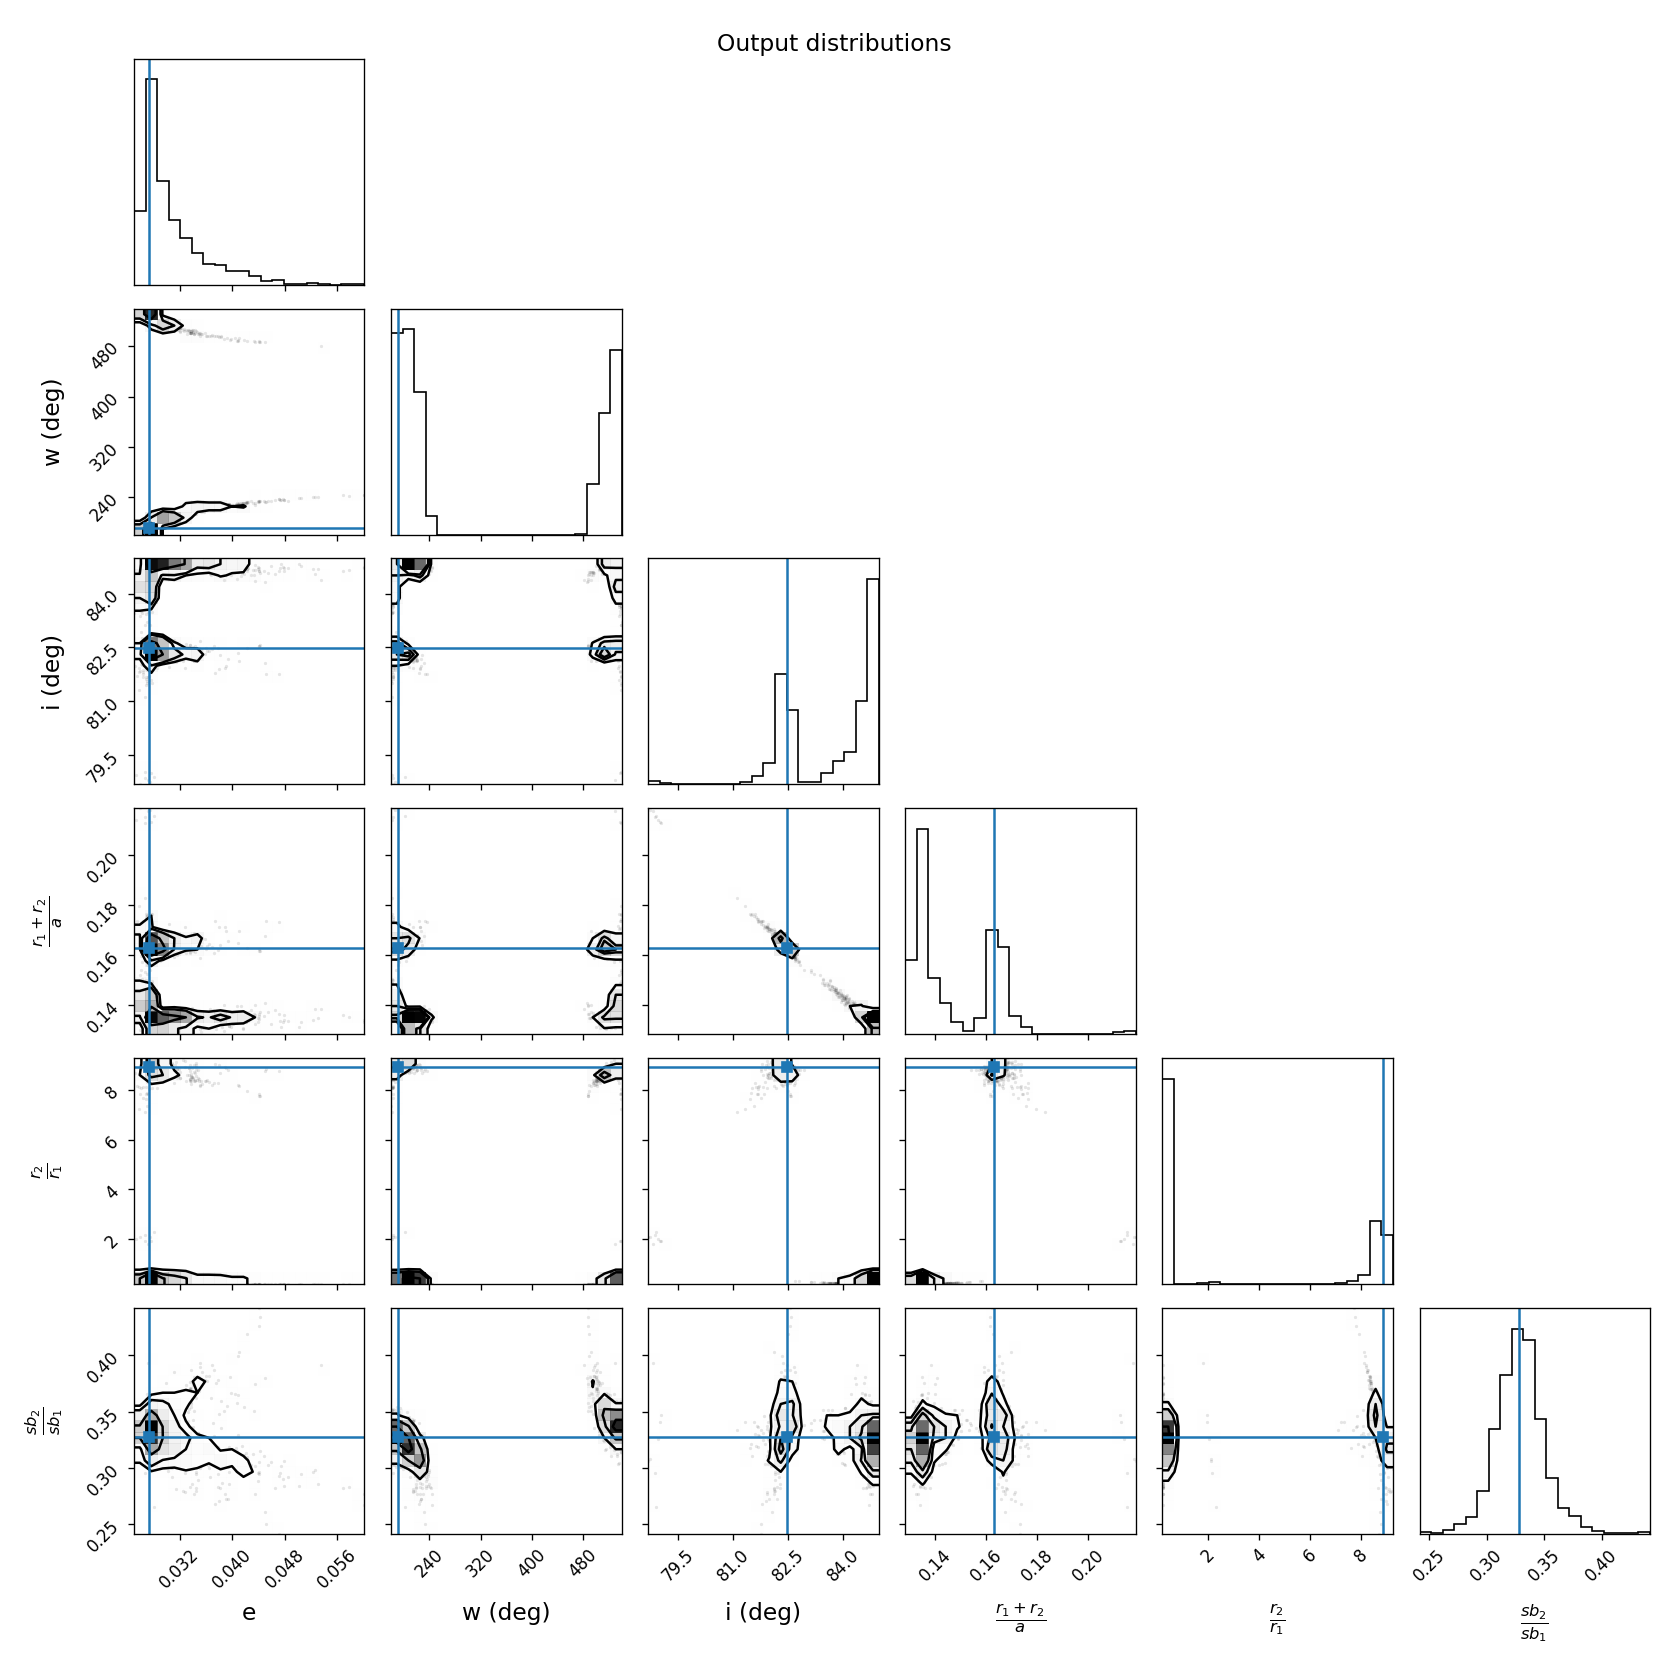 Output distributions
w (deg)
480
400
320
240
i (deg)
84.0
82.5
81.0
79.5
r1 + r2
a
0.20
0.18
0.16
0.14
r2
r1
8
6
4
2
sb2
sb1
0.40
0.35
0.30
0.25
0.032 0.040 0.048 0.056 240 320 400 480 79.5 81.0 82.5 84.0 0.14 0.16 0.18 0.20 2 4 6 8 0.25 0.30 0.35 0.40
e w (deg) i (deg) r1 + r2 r2 sb2
a r1 sb1